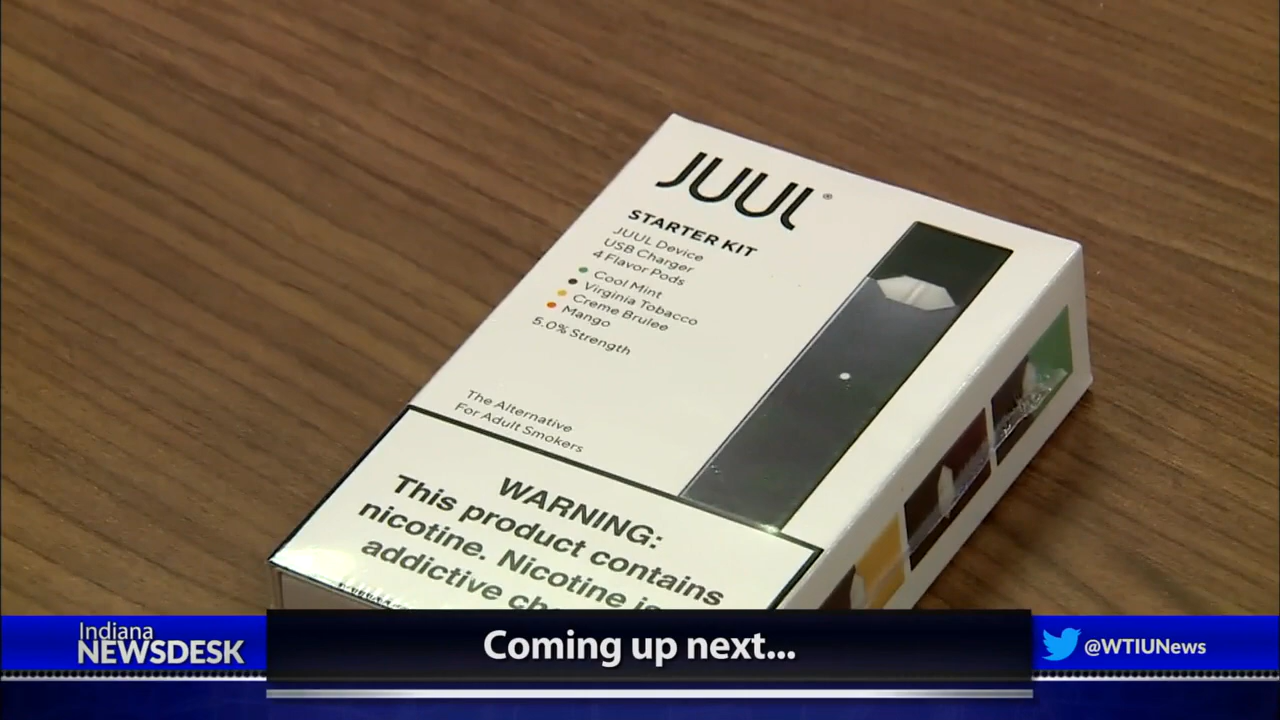 JUUL®
STARTER KIT
JUUL Device
USB Charger
4 Flavor Pods
Cool Mint
Virginia Tobacco
Creme Brulee
Mango
5.0% Strength
The Alternative
For Adult Smokers
WARNING:
This product contains
nicotine. Nicotine
addictive
Indiana
NEWSDESK
Coming up next...
@WTIUNews